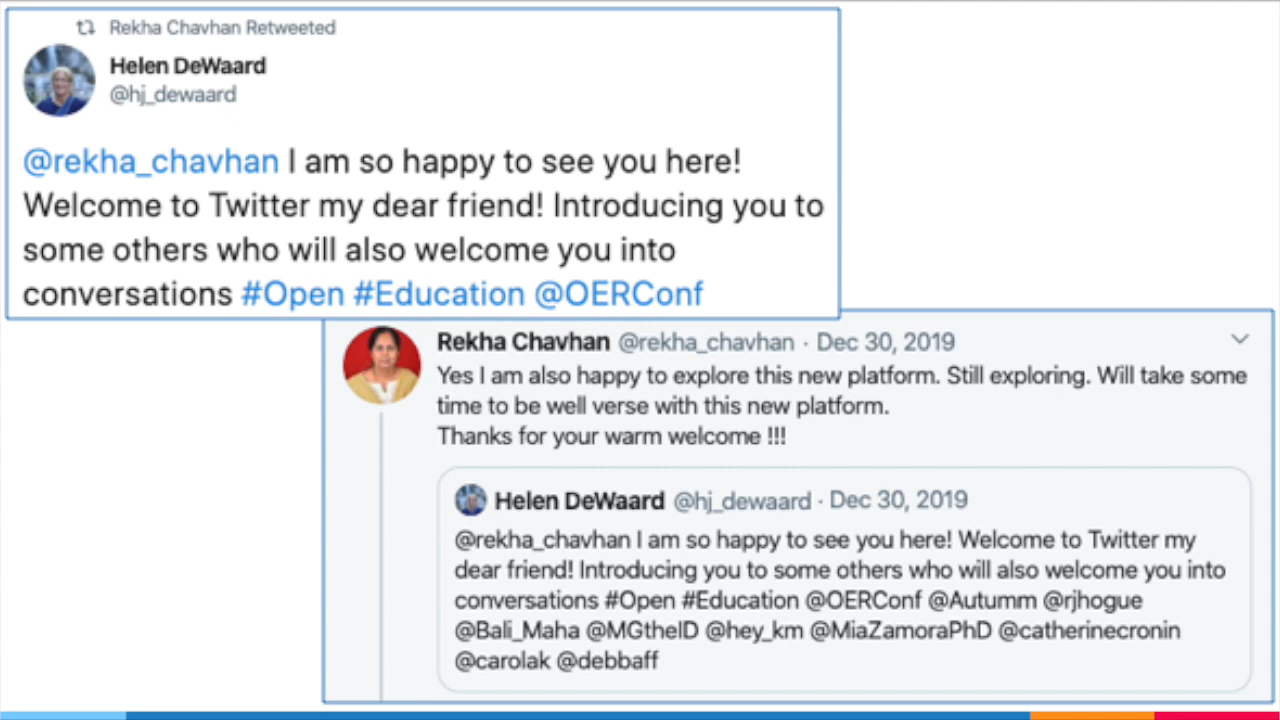 Rekha Chavhan Retweeted
Helen DeWaard
@hj_dewaard
@rekha_chavhan I am so happy to see you here!
Welcome to Twitter my dear friend! Introducing you to
some others who will also welcome you into
conversations #Open #Education @OERConf
Rekha Chavhan @rekha_chavhan · Dec 30, 2019
Yes I am also happy to explore this new platform. Still exploring. Will take some
time to be well verse with this new platform.
Thanks for your warm welcome !!!
Helen DeWaard @hj_dewaard · Dec 30, 2019
@rekha_chavhan I am so happy to see you here! Welcome to Twitter my
dear friend! Introducing you to some others who will also welcome you into
conversations #Open #Education @OERConf @Autumm @rjhogue
@Bali_Maha @MGtheID @hey_km @MiaZamoraPhD @catherinecronin
@carolak @debbaff